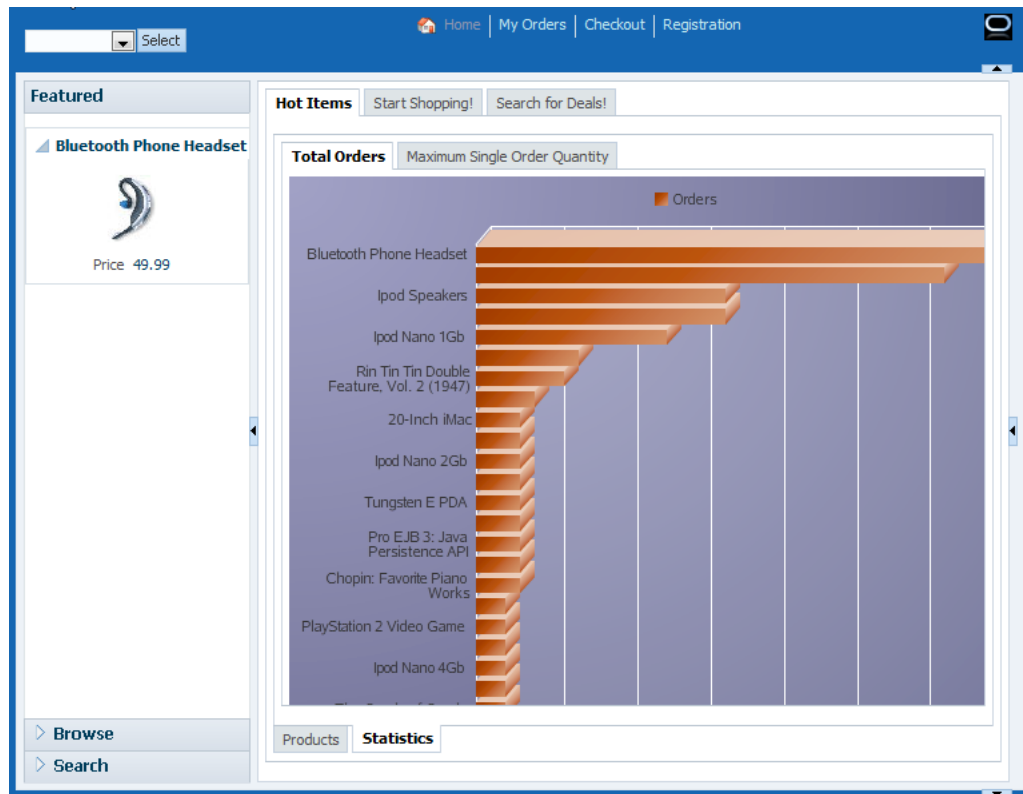 Home
My Orders
Checkout
Registration
Select
Featured
Bluetooth Phone Headset
Price 49.99
Browse
Search
Hot Items
Start Shopping!
Search for Deals!
Total Orders
Maximum Single Order Quantity
Orders
Bluetooth Phone Headset
Ipod Speakers
Ipod Nano 1Gb
Rin Tin Tin Double
Feature, Vol. 2 (1947)
20-Inch iMac
Ipod Nano 2Gb
Tungsten E PDA
Pro EJB 3: Java
Persistence API
Chopin: Favorite Piano
Works
PlayStation 2 Video Game
Ipod Nano 4Gb
Products
Statistics